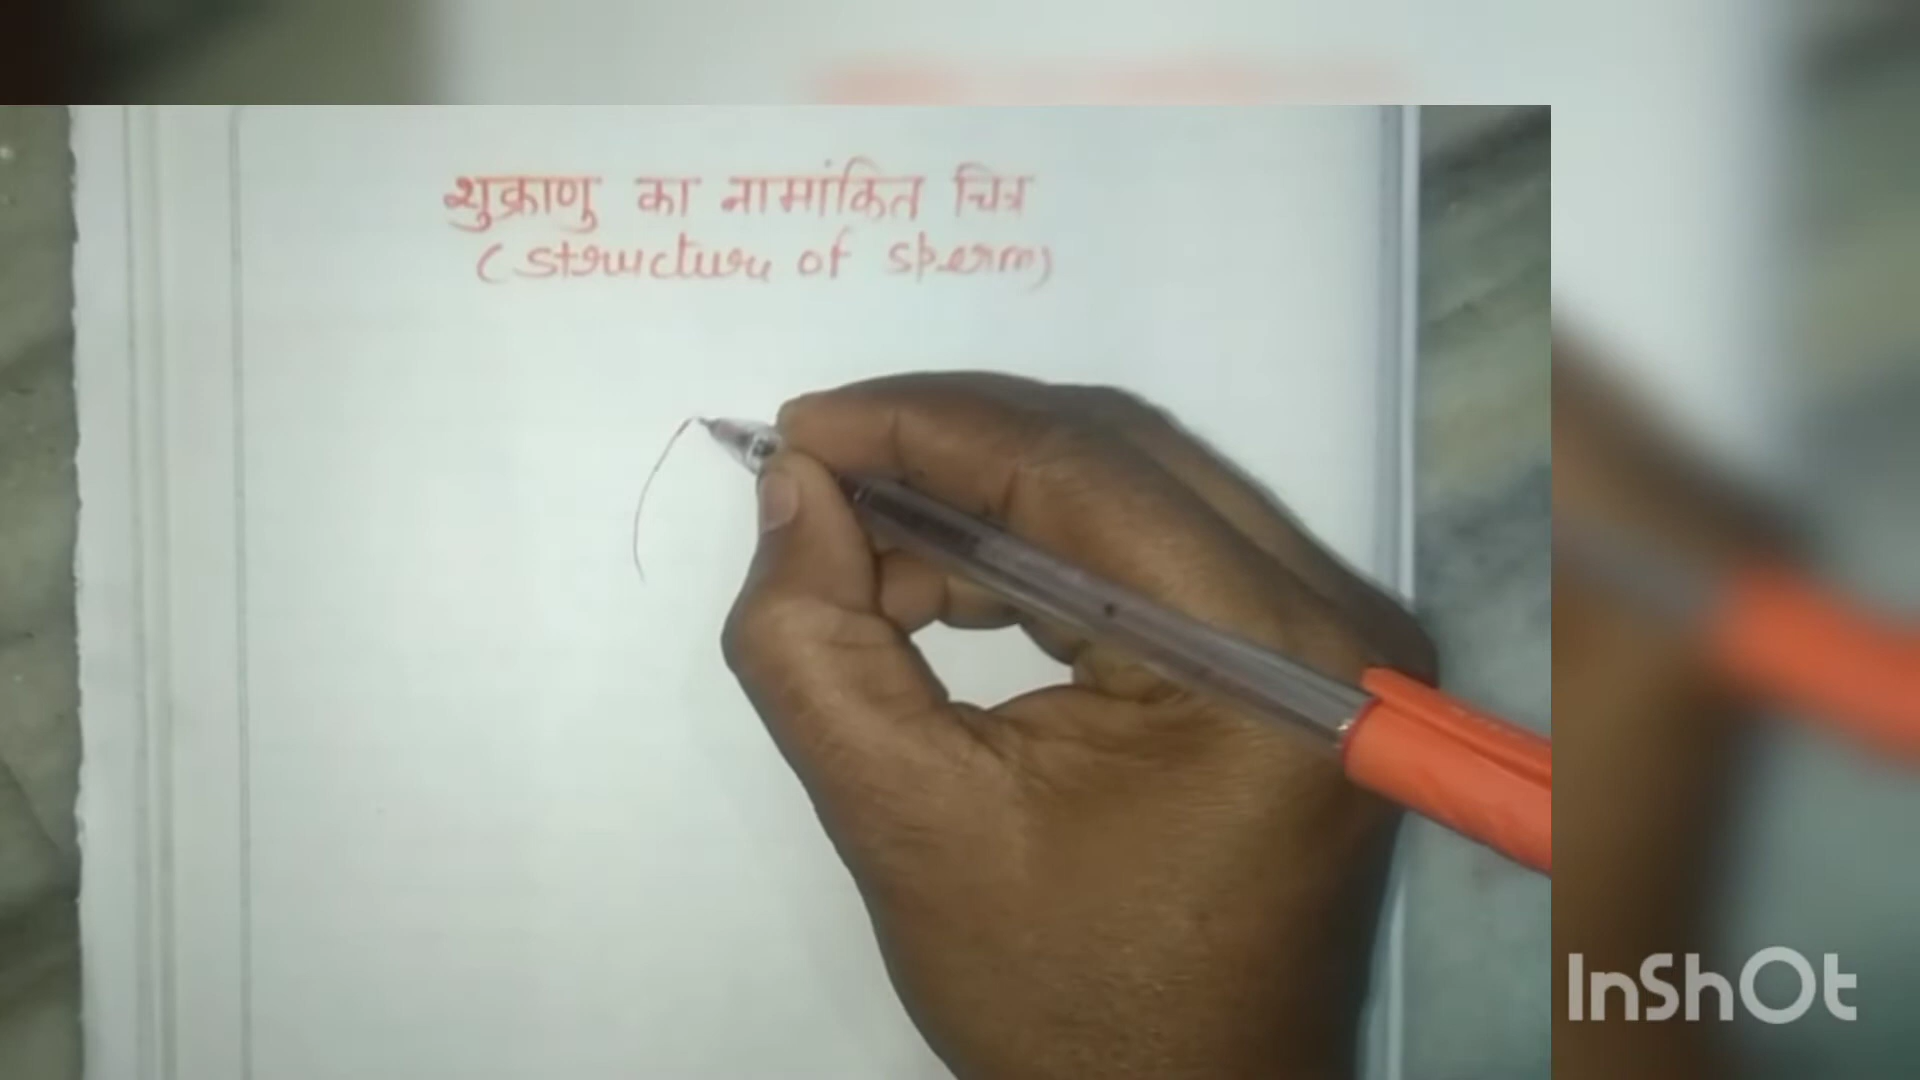 शुक्राणु का नामांकित चित्र
(structure of sperm)
InShOt